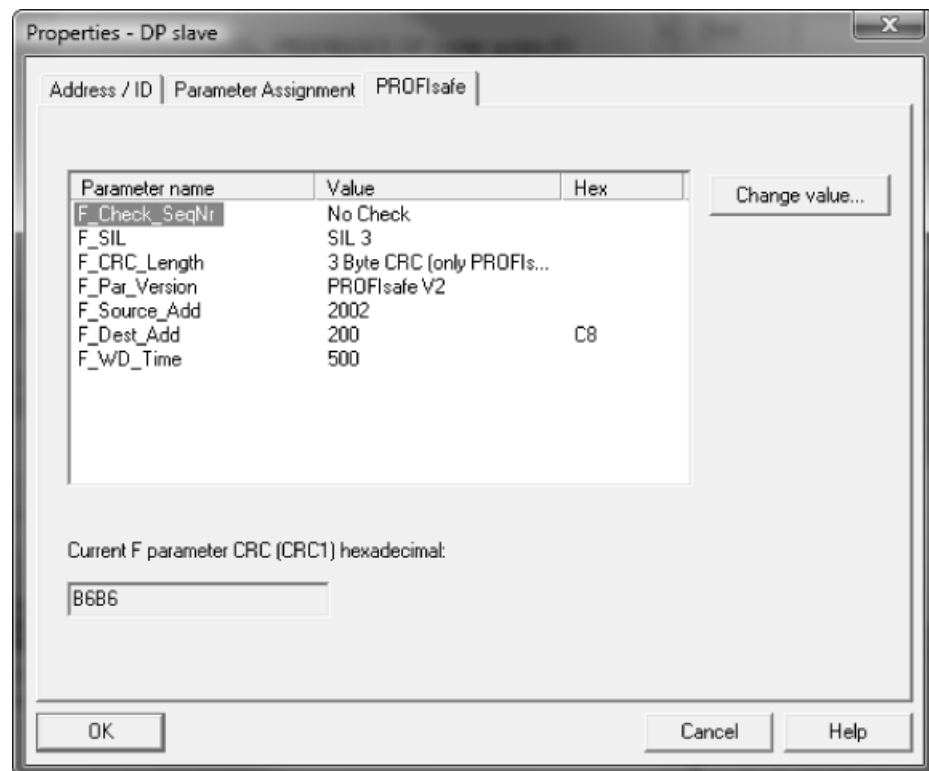 Properties - DP slave
Address / ID Parameter Assignment PROFIsafe
Parameter name Value Hex
Change value...
F_Check_SeqNr No Check
F_SIL SIL 3
F_CRC_Length 3 Byte CRC (only PROFIs...
F_Par_Version PROFIsafe V2
F_Source_Add 2002
F_Dest_Add 200 C8
F_WD_Time 500
Current F parameter CRC (CRC1) hexadecimal:
B6B6
OK Cancel Help